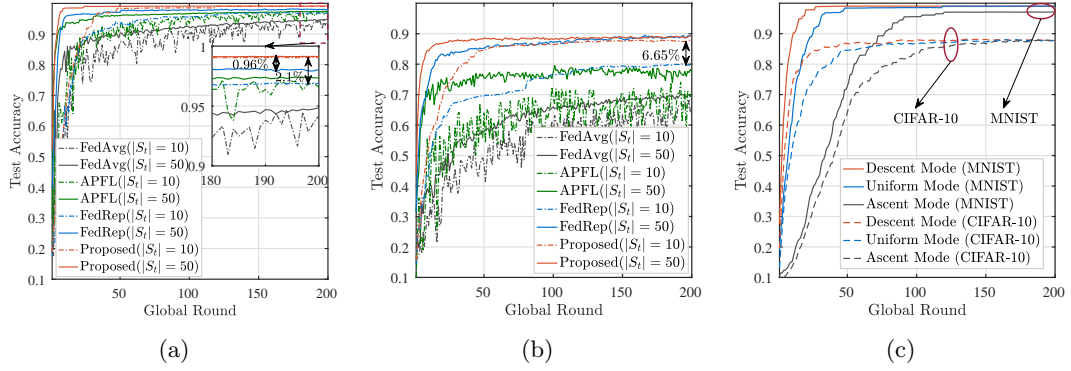 Test Accuracy
0.9
0.8
0.7
0.6
0.5
0.4
0.3
0.2
0.1
50
100
150
200
Global Round
FedAvg(|S_t| = 10)
FedAvg(|S_t| = 50)
APFL(|S_t| = 10)
APFL(|S_t| = 50)
FedRep(|S_t| = 10)
FedRep(|S_t| = 50)
Proposed(|S_t| = 10)
Proposed(|S_t| = 50)
1
0.95
0.9
180
190
200
0.96%
2.1%
(a)
Test Accuracy
0.9
0.8
0.7
0.6
0.5
0.4
0.3
0.2
0.1
50
100
150
200
Global Round
6.65%
FedAvg(|S_t| = 10)
FedAvg(|S_t| = 50)
APFL(|S_t| = 10)
APFL(|S_t| = 50)
FedRep(|S_t| = 10)
FedRep(|S_t| = 50)
Proposed(|S_t| = 10)
Proposed(|S_t| = 50)
(b)
Test Accuracy
0.9
0.8
0.7
0.6
0.5
0.4
0.3
0.2
0.1
50
100
150
200
Global Round
CIFAR-10
MNIST
Descent Mode (MNIST)
Uniform Mode (MNIST)
Ascent Mode (MNIST)
Descent Mode (CIFAR-10)
Uniform Mode (CIFAR-10)
Ascent Mode (CIFAR-10)
(c)